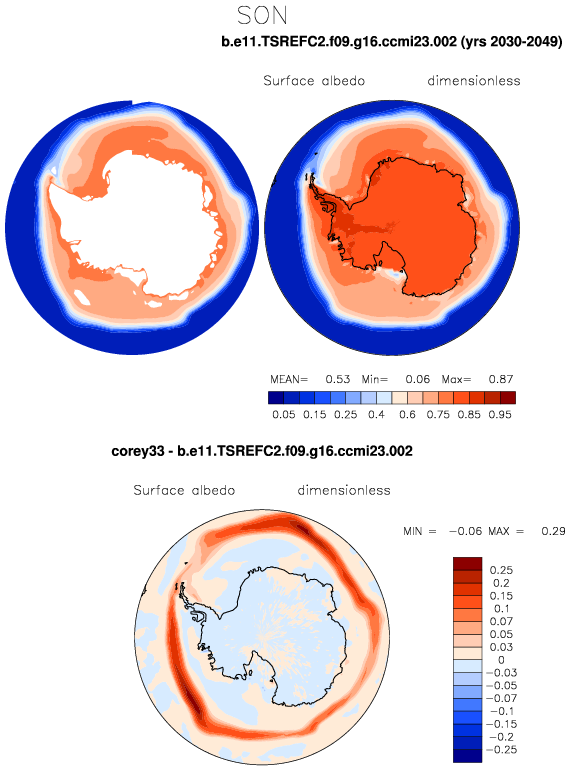 SON
b.e11.TSREFC2.f09.g16.ccmi23.002 (yrs 2030-2049)
Surface albedo dimensionless
MEAN= 0.53 Min= 0.06 Max= 0.87
0.05 0.15 0.25 0.4 0.6 0.75 0.85 0.95
corey33 - b.e11.TSREFC2.f09.g16.ccmi23.002
Surface albedo dimensionless
MIN = -0.06 MAX = 0.29
0.25
0.2
0.15
0.1
0.07
0.05
0.03
0
-0.03
-0.05
-0.07
-0.1
-0.15
-0.2
-0.25